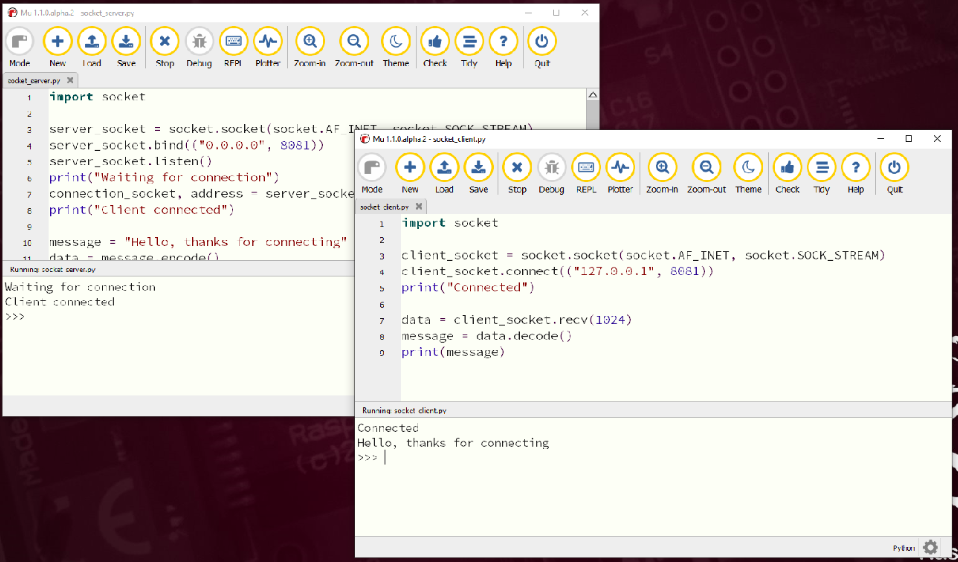 Mu 1.1.0.alpha.2 - socket_server.py
Mode New Load Save Stop Debug REPL Plotter Zoom-in Zoom-out Theme Check Tidy Help Quit
socket_server.py
1 import socket
2
3 server_socket = socket.socket(socket.AF_INET, socket.SOCK_STREAM)
4 server_socket.bind(("0.0.0.0", 8081))
5 server_socket.listen()
6 print("Waiting for connection")
7 connection_socket, address = server_socke
8 print("Client connected")
9
10 message = "Hello, thanks for connecting"
11 data = message.encode()
Running: socket_server.py
Waiting for connection
Client connected
>>>
Mu 1.1.0.alpha.2 - socket_client.py
Mode New Load Save Stop Debug REPL Plotter Zoom-in Zoom-out Theme Check Tidy Help Quit
socket_client.py
1 import socket
2
3 client_socket = socket.socket(socket.AF_INET, socket.SOCK_STREAM)
4 client_socket.connect(("127.0.0.1", 8081))
5 print("Connected")
6
7 data = client_socket.recv(1024)
8 message = data.decode()
9 print(message)
Running: socket_client.py
Connected
Hello, thanks for connecting
>>>
Python